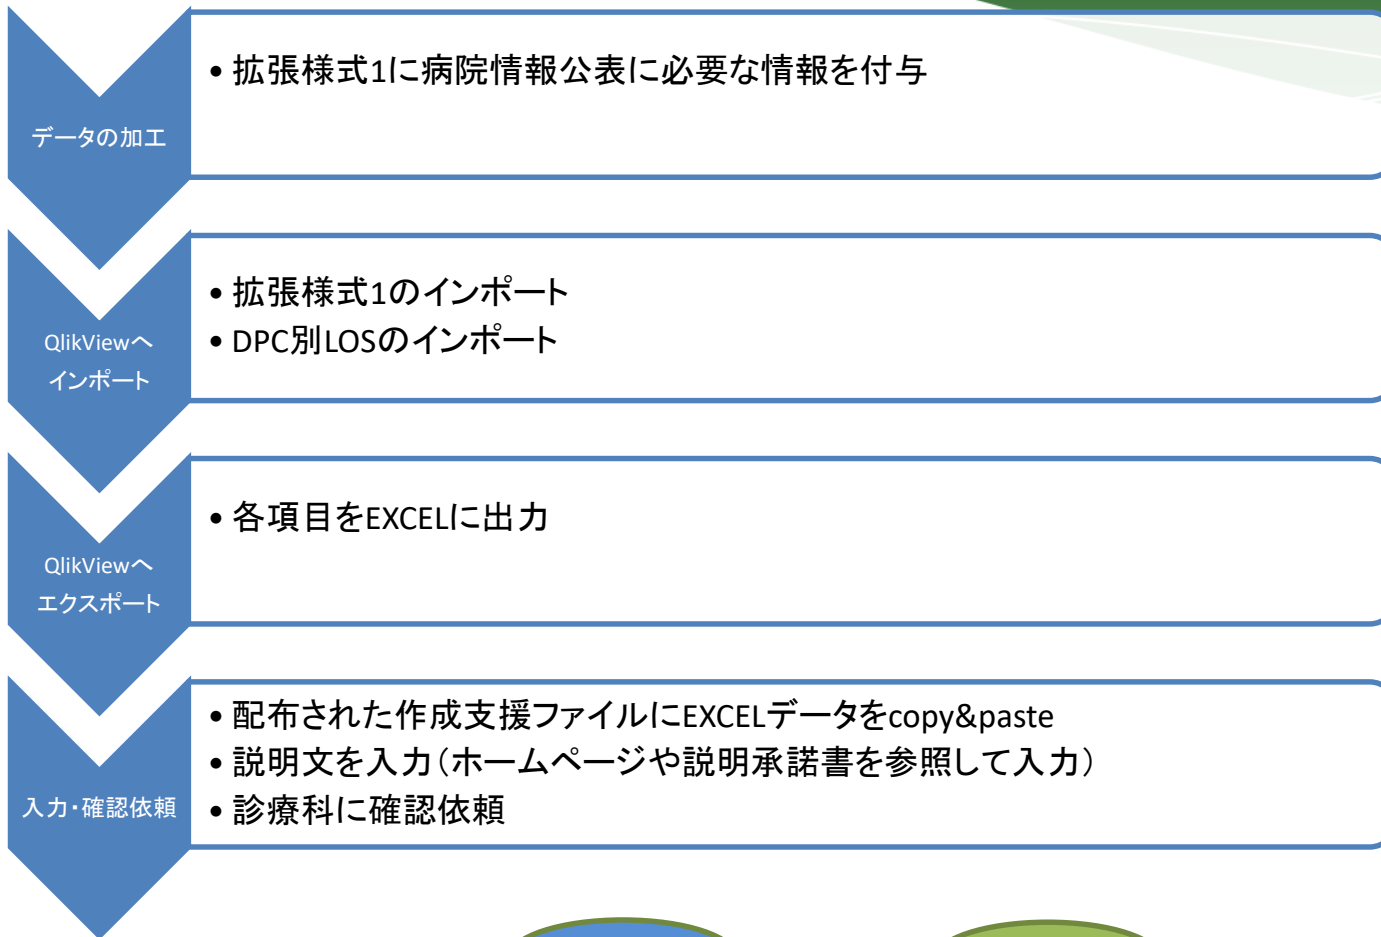 データの加工
• 拡張様式1に病院情報公表に必要な情報を付与
QlikViewへ
インポート
• 拡張様式1のインポート
• DPC別LOSのインポート
QlikViewへ
エクスポート
• 各項目をEXCELに出力
入力・確認依頼
• 配布された作成支援ファイルにEXCELデータをcopy&paste
• 説明文を入力（ホームページや説明承諾書を参照して入力）
• 診療科に確認依頼